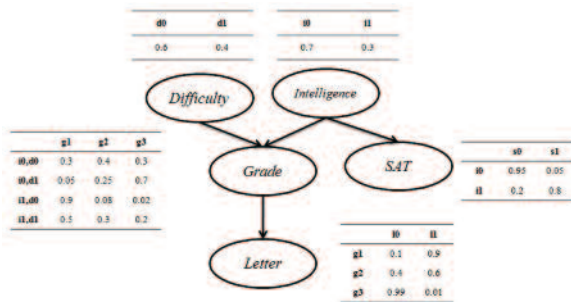 d0 d1
0.6 0.4
i0 i1
0.7 0.3
Difficulty
Intelligence
g1 g2 g3
i0,d0 0.3 0.4 0.3
i0,d1 0.05 0.25 0.7
i1,d0 0.9 0.08 0.02
i1,d1 0.5 0.3 0.2
Grade
SAT
s0 s1
i0 0.95 0.05
i1 0.2 0.8
Letter
l0 l1
g1 0.1 0.9
g2 0.4 0.6
g3 0.99 0.01